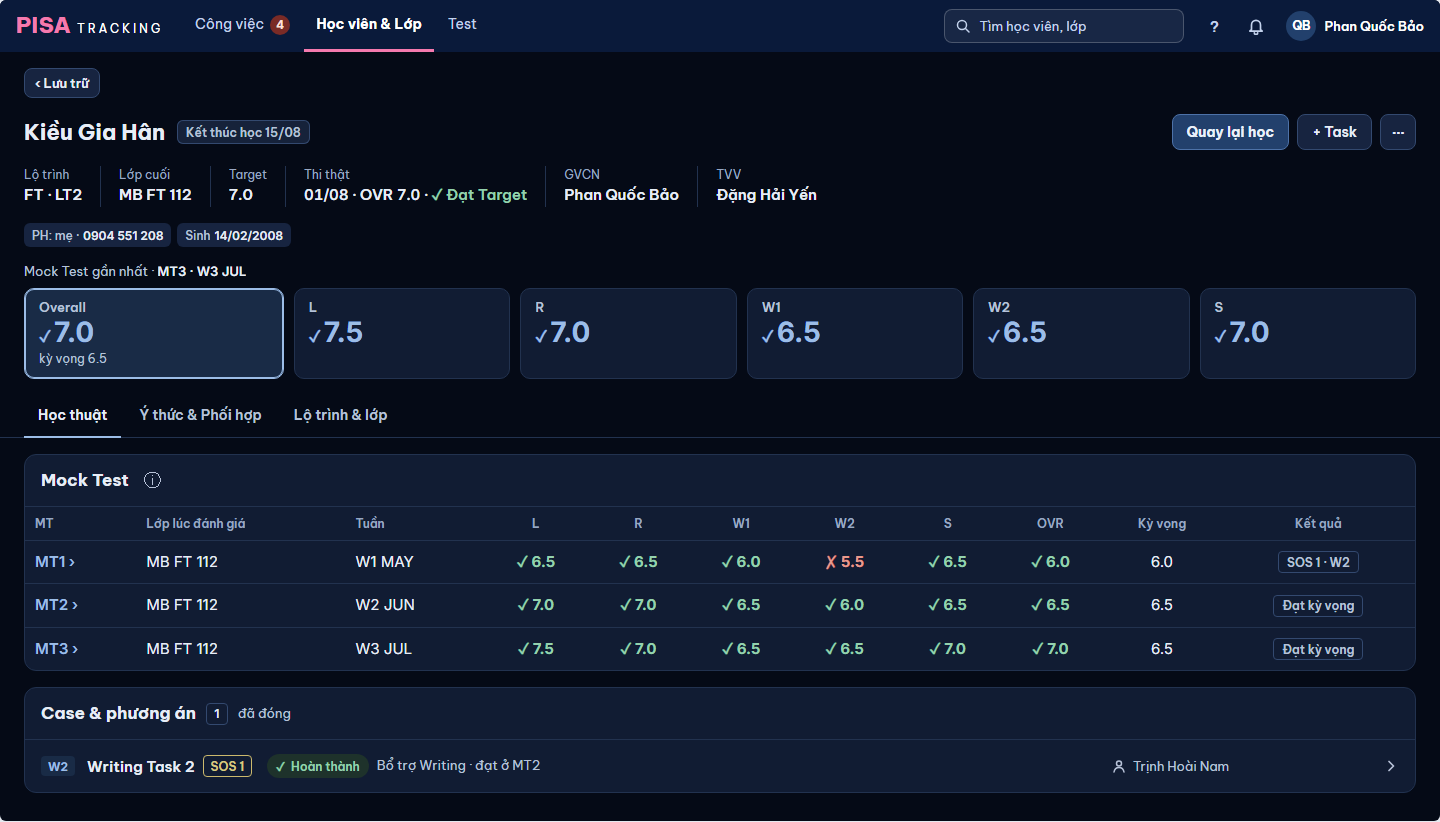 PISA TRACKING Công việc 4 Học viên & Lớp Test Tìm học viên, lớp ? QB Phan Quốc Bảo
‹ Lưu trữ
Kiều Gia Hân Kết thúc học 15/08 Quay lại học + Task ···
Lộ trình Lớp cuối Target Thi thật GVCN TVV
FT · LT2 MB FT 112 7.0 01/08 · OVR 7.0 · ✓ Đạt Target Phan Quốc Bảo Đặng Hải Yến
PH: mẹ · 0904 551 208 Sinh 14/02/2008
Mock Test gần nhất · MT3 · W3 JUL
Overall L R W1 W2 S
✓7.0 ✓7.5 ✓7.0 ✓6.5 ✓6.5 ✓7.0
kỳ vọng 6.5
Học thuật Ý thức & Phối hợp Lộ trình & lớp
Mock Test
MT Lớp lúc đánh giá Tuần L R W1 W2 S OVR Kỳ vọng Kết quả
MT1 › MB FT 112 W1 MAY ✓ 6.5 ✓ 6.5 ✓ 6.0 ✗ 5.5 ✓ 6.5 ✓ 6.0 6.0 SOS 1 · W2
MT2 › MB FT 112 W2 JUN ✓ 7.0 ✓ 7.0 ✓ 6.5 ✓ 6.0 ✓ 6.5 ✓ 6.5 6.5 Đạt kỳ vọng
MT3 › MB FT 112 W3 JUL ✓ 7.5 ✓ 7.0 ✓ 6.5 ✓ 6.5 ✓ 7.0 ✓ 7.0 6.5 Đạt kỳ vọng
Case & phương án 1 đã đóng
W2 Writing Task 2 SOS 1 ✓ Hoàn thành Bổ trợ Writing · đạt ở MT2 Trịnh Hoài Nam